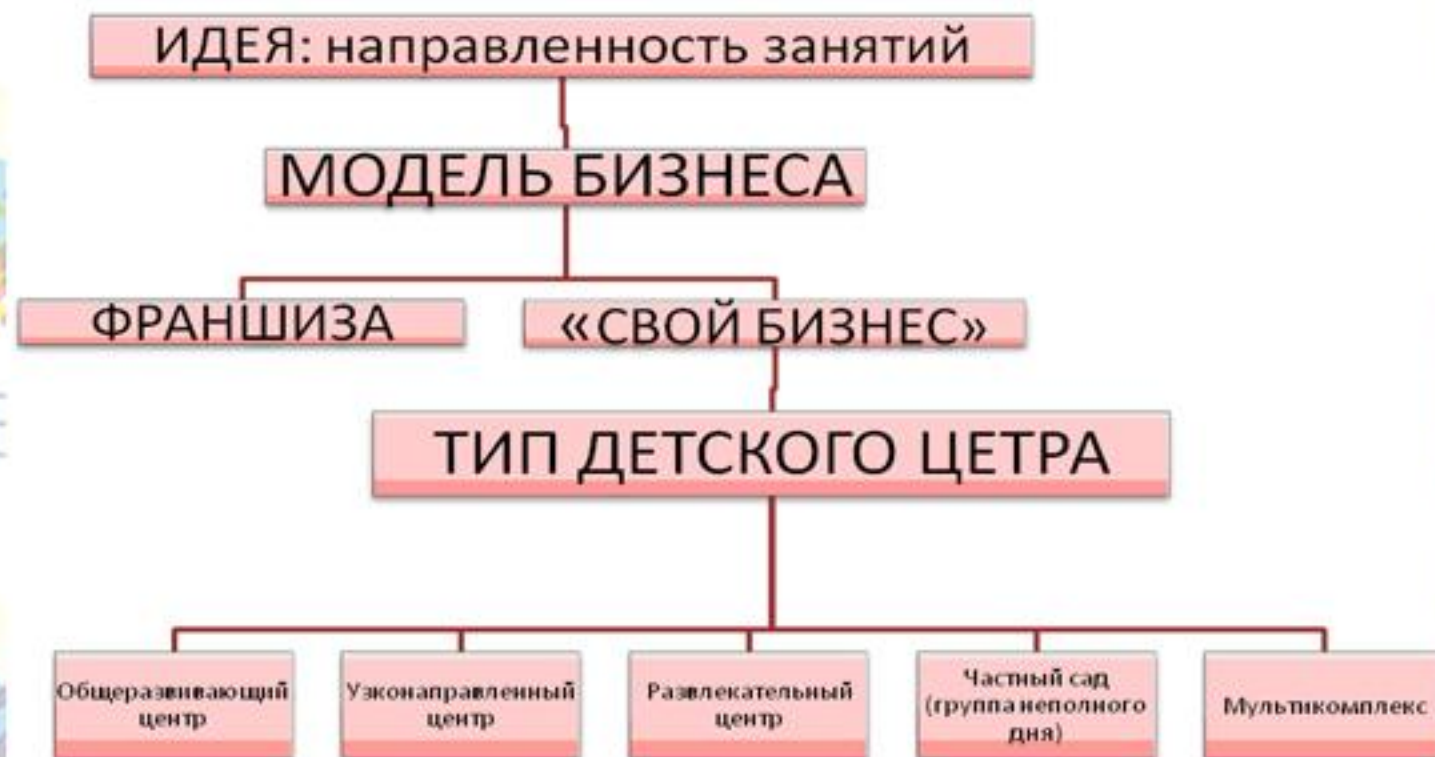 ИДЕЯ: направленность занятий
МОДЕЛЬ БИЗНЕСА
ФРАНШИЗА
«СВОЙ БИЗНЕС»
ТИП ДЕТСКОГО ЦЕТРА
Общеразвивающий
центр
Узконаправленный
центр
Развлекательный
центр
Частный сад
(группа неполного
дня)
Мультикомплекс